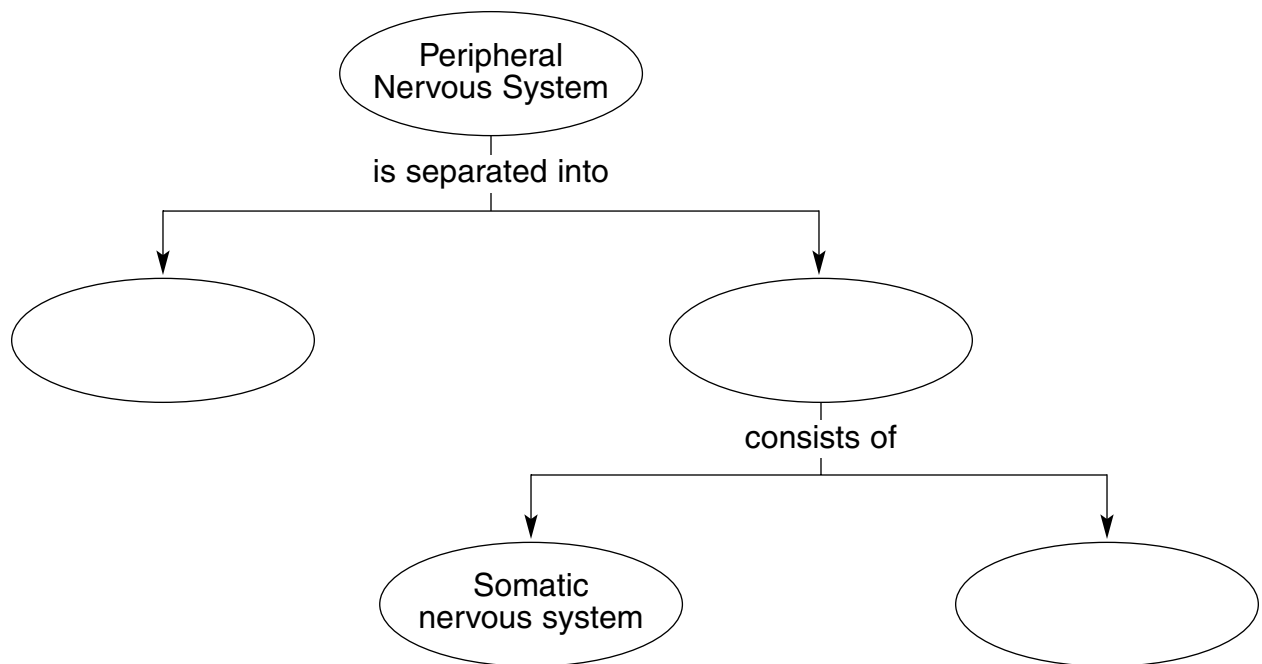 Peripheral
Nervous System
is separated into
consists of
Somatic
nervous system